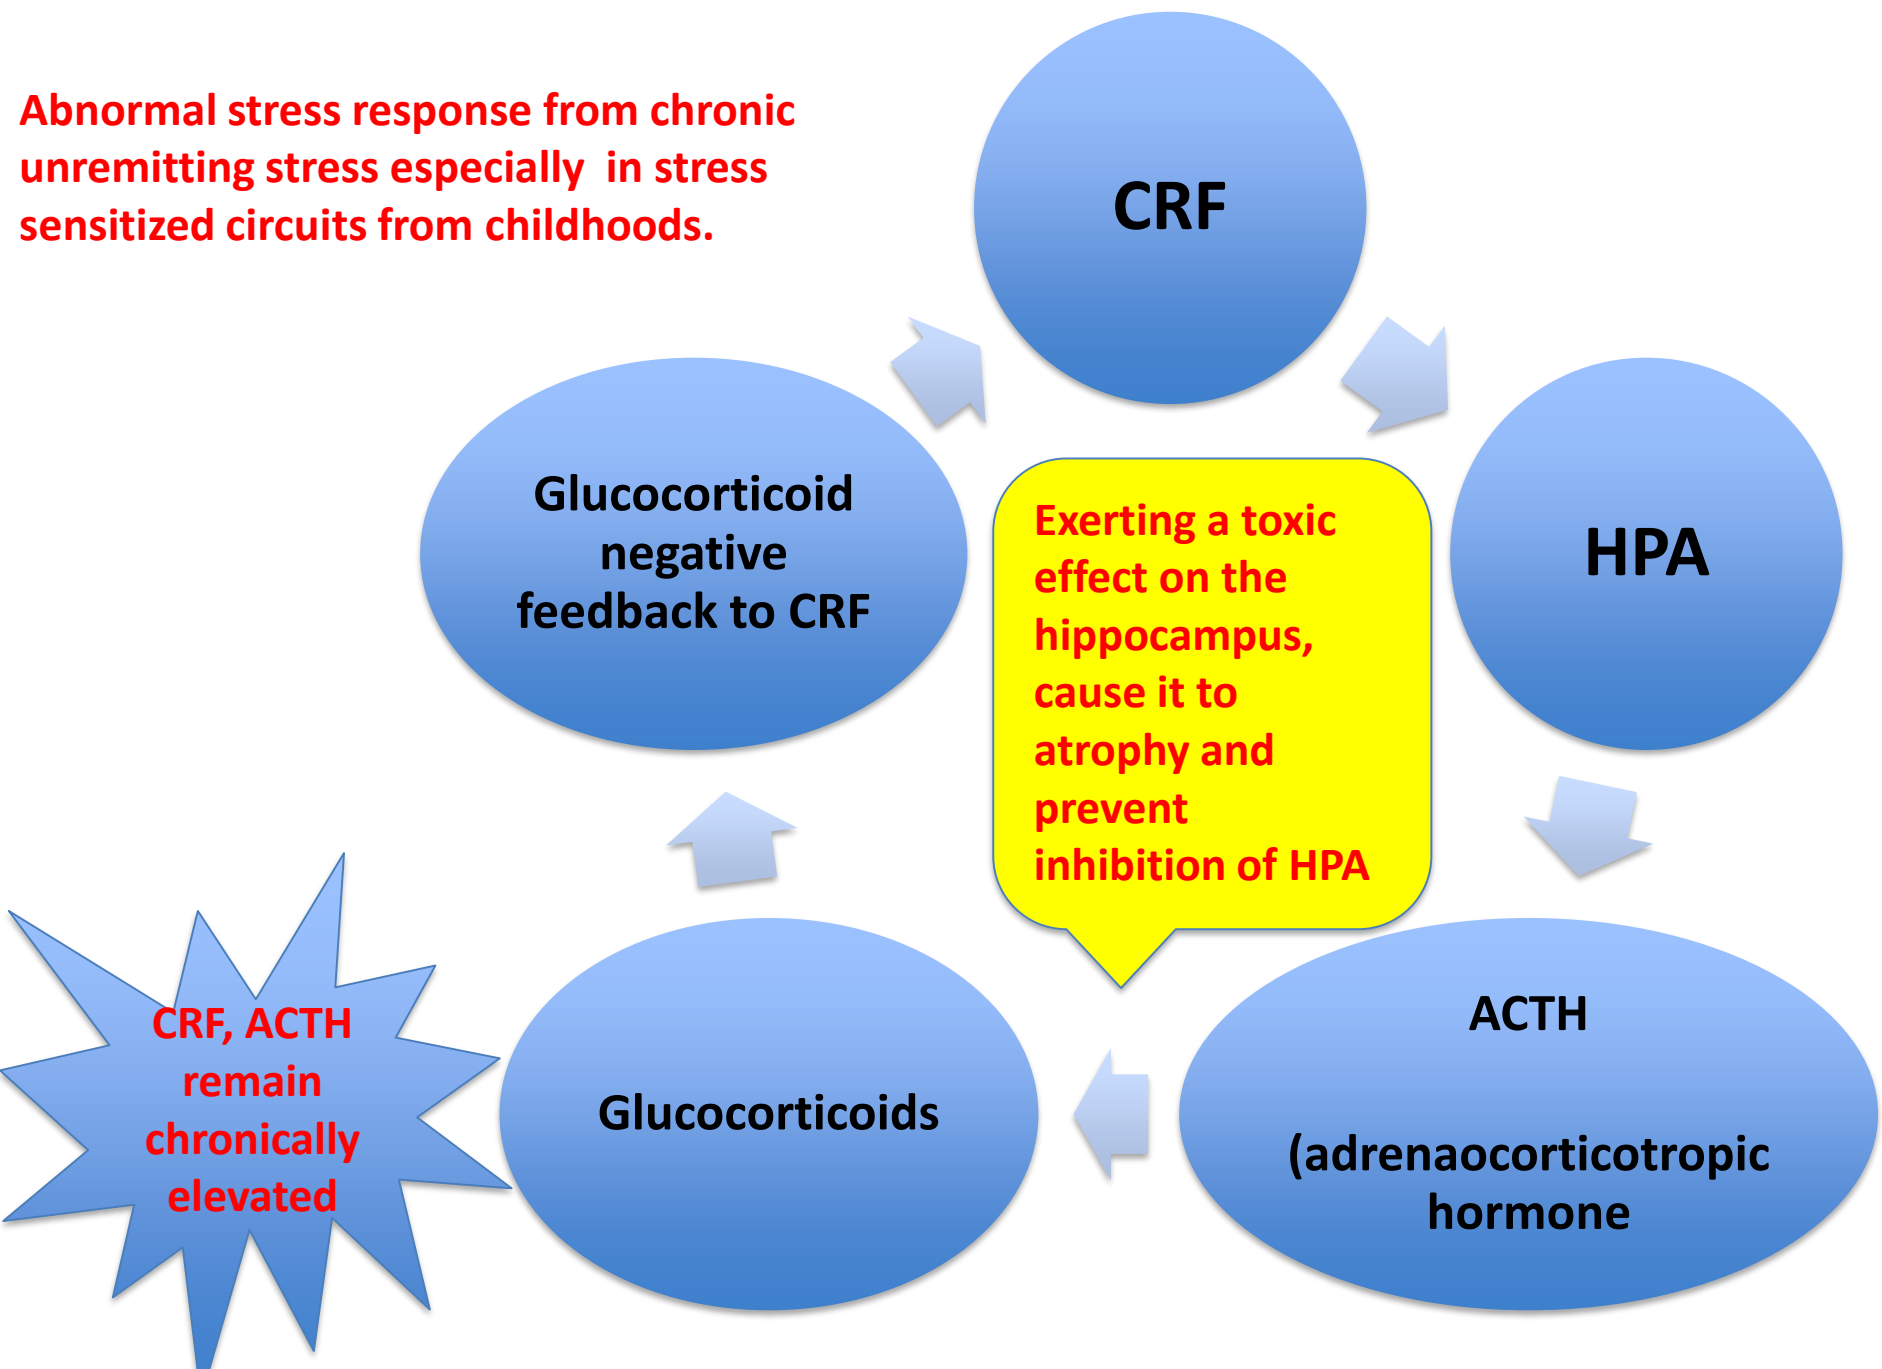 Abnormal stress response from chronic
unremitting stress especially  in stress
sensitized circuits from childhoods.
CRF
HPA
Glucocorticoid
negative
feedback to CRF
Exerting a toxic
effect on the
hippocampus,
cause it to
atrophy and
prevent
inhibition of HPA
ACTH
(adrenaocorticotropic
hormone
Glucocorticoids
CRF, ACTH
remain
chronically
elevated